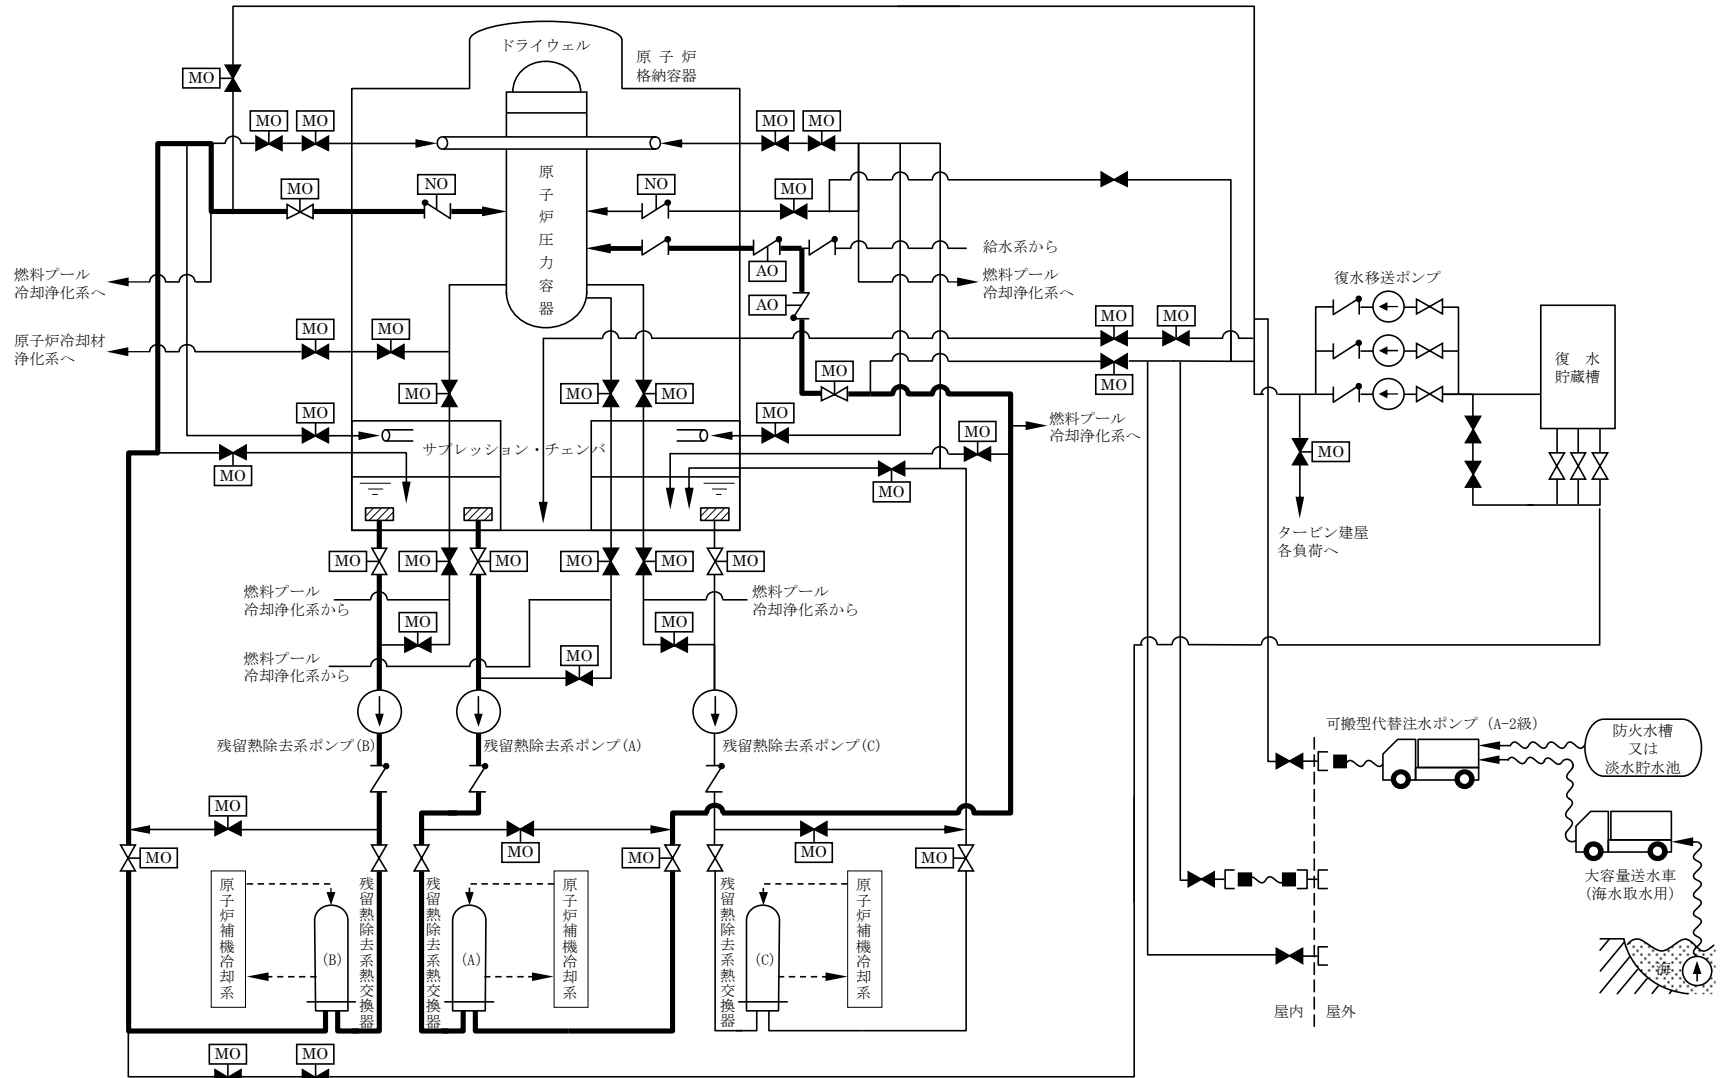 ドライウェル
原子炉
格納容器
MO
MO
MO
MO
MO
MO
NO
NO
MO
原子炉圧力容器
給水系から
AO
AO
燃料プール
冷却浄化系へ
燃料プール
冷却浄化系へ
復水移送ポンプ
原子炉冷却材
浄化系へ
MO
MO
MO
MO
復水
貯蔵槽
MO
MO
MO
MO
MO
MO
MO
燃料プール
冷却浄化系へ
MO
MO
サプレッション・チェンバ
MO
MO
MO
タービン建屋
各負荷へ
MO
MO
MO
MO
MO
MO
燃料プール
冷却浄化系から
燃料プール
冷却浄化系から
MO
MO
燃料プール
冷却浄化系から
MO
残留熱除去系ポンプ(B)
残留熱除去系ポンプ(A)
残留熱除去系ポンプ(C)
可搬型代替注水ポンプ (A-2級)
防火水槽
又は
淡水貯水池
MO
MO
MO
MO
MO
MO
原子炉補機冷却系
(B)
残留熱除去系熱交換器
残留熱除去系熱交換器
(A)
原子炉補機冷却系
残留熱除去系熱交換器
(C)
原子炉補機冷却系
大容量送水車
(海水取水用)
海
屋内
屋外
MO
MO